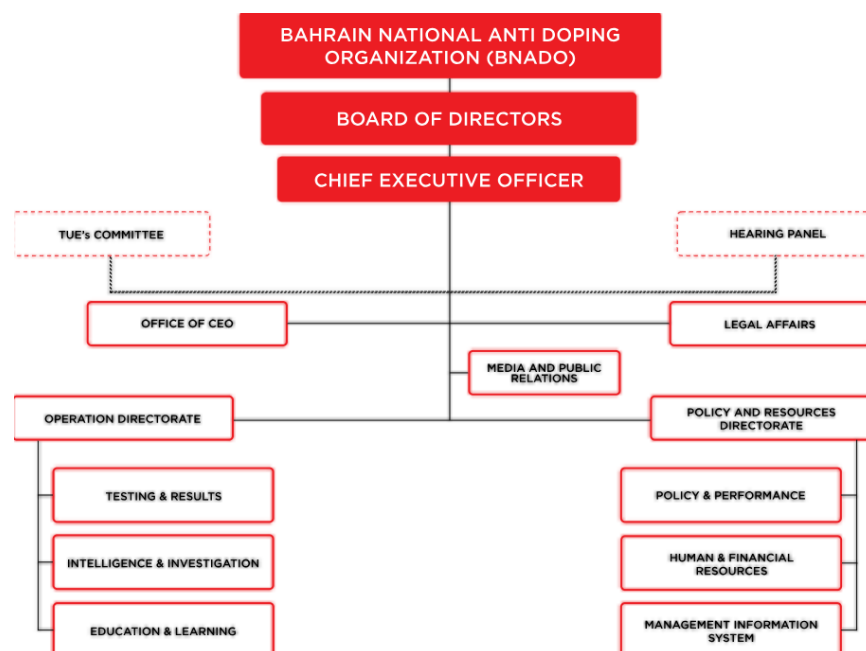 BAHRAIN NATIONAL ANTI DOPING
ORGANIZATION (BNADO)
BOARD OF DIRECTORS
CHIEF EXECUTIVE OFFICER
TUE's COMMITTEE
HEARING PANEL
OFFICE OF CEO
LEGAL AFFAIRS
MEDIA AND PUBLIC
RELATIONS
OPERATION DIRECTORATE
POLICY AND RESOURCES
DIRECTORATE
TESTING & RESULTS
POLICY & PERFORMANCE
INTELLIGENCE & INVESTIGATION
HUMAN & FINANCIAL
RESOURCES
EDUCATION & LEARNING
MANAGEMENT INFORMATION
SYSTEM